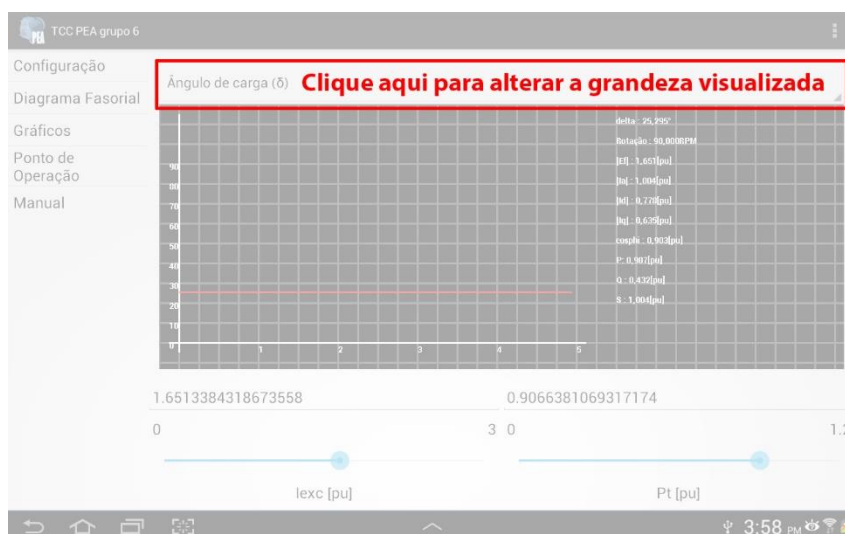 TCC PEA grupo 6
Configuração
Diagrama Fasorial
Gráficos
Ponto de
Operação
Manual
Ângulo de carga (δ)
Clique aqui para alterar a grandeza visualizada
delta : 25,295°
Rotação : 90,000RPM
|Ef| : 1,651[pu]
|Ia| : 1,004[pu]
|Id| : 0,778[pu]
|Iq| : 0,635[pu]
cosphi : 0,903[pu]
P: 0,907[pu]
Q : 0,432[pu]
S : 1,004[pu]
90
80
70
60
50
40
30
20
10
0 1 2 3 4 5
1.6513384318673558 0.9066381069317174
0 3 0 1.2
Iexc [pu] Pt [pu]
3:58 PM